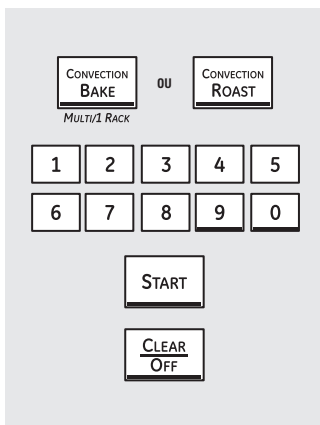 CONVECTION
BAKE
OU
CONVECTION
ROAST
MULTI/1 RACK
1 2 3 4 5
6 7 8 9 0
START
CLEAR
OFF